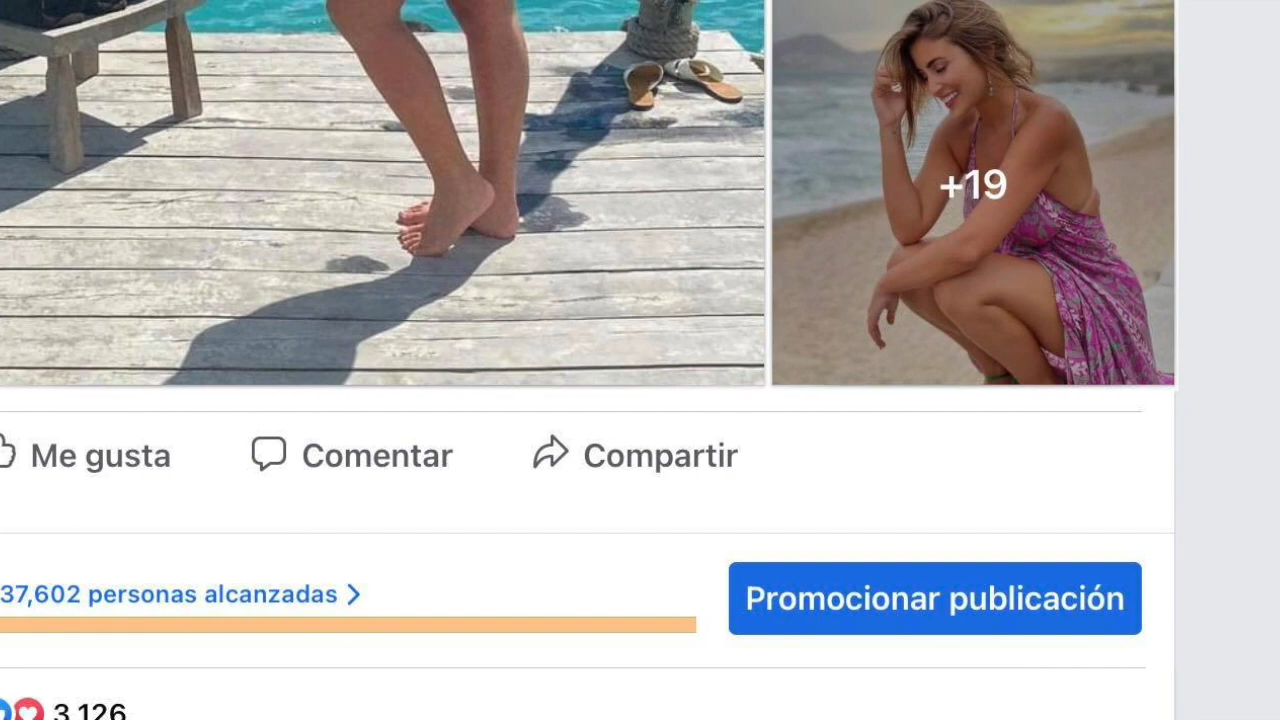 +19
Me gusta
Comentar
Compartir
37,602 personas alcanzadas
Promocionar publicación
3,126